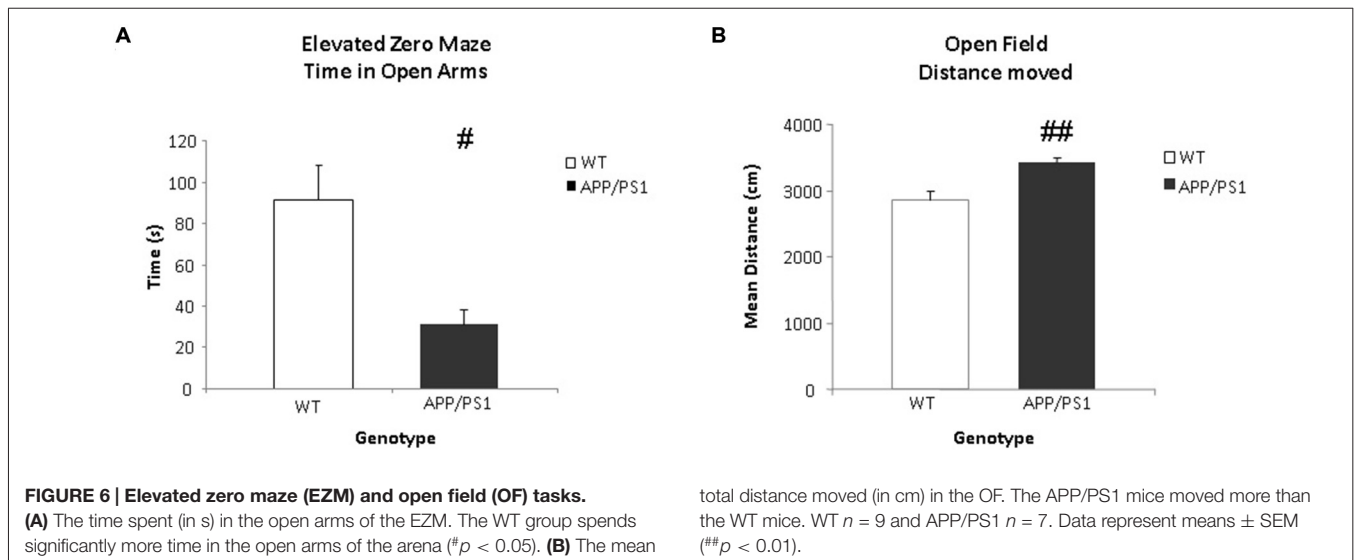 A
Elevated Zero Maze
Time in Open Arms
#
120
100
80
60
40
20
0
Time (s)
WT
APP/PS1
Genotype
WT
APP/PS1
B
Open Field
Distance moved
##
4000
3000
2000
1000
0
Mean Distance (cm)
WT
APP/PS1
Genotype
WT
APP/PS1
FIGURE 6 | Elevated zero maze (EZM) and open field (OF) tasks.
(A) The time spent (in s) in the open arms of the EZM. The WT group spends
significantly more time in the open arms of the arena (#p < 0.05). (B) The mean
total distance moved (in cm) in the OF. The APP/PS1 mice moved more than
the WT mice. WT n = 9 and APP/PS1 n = 7. Data represent means ± SEM
(##p < 0.01).